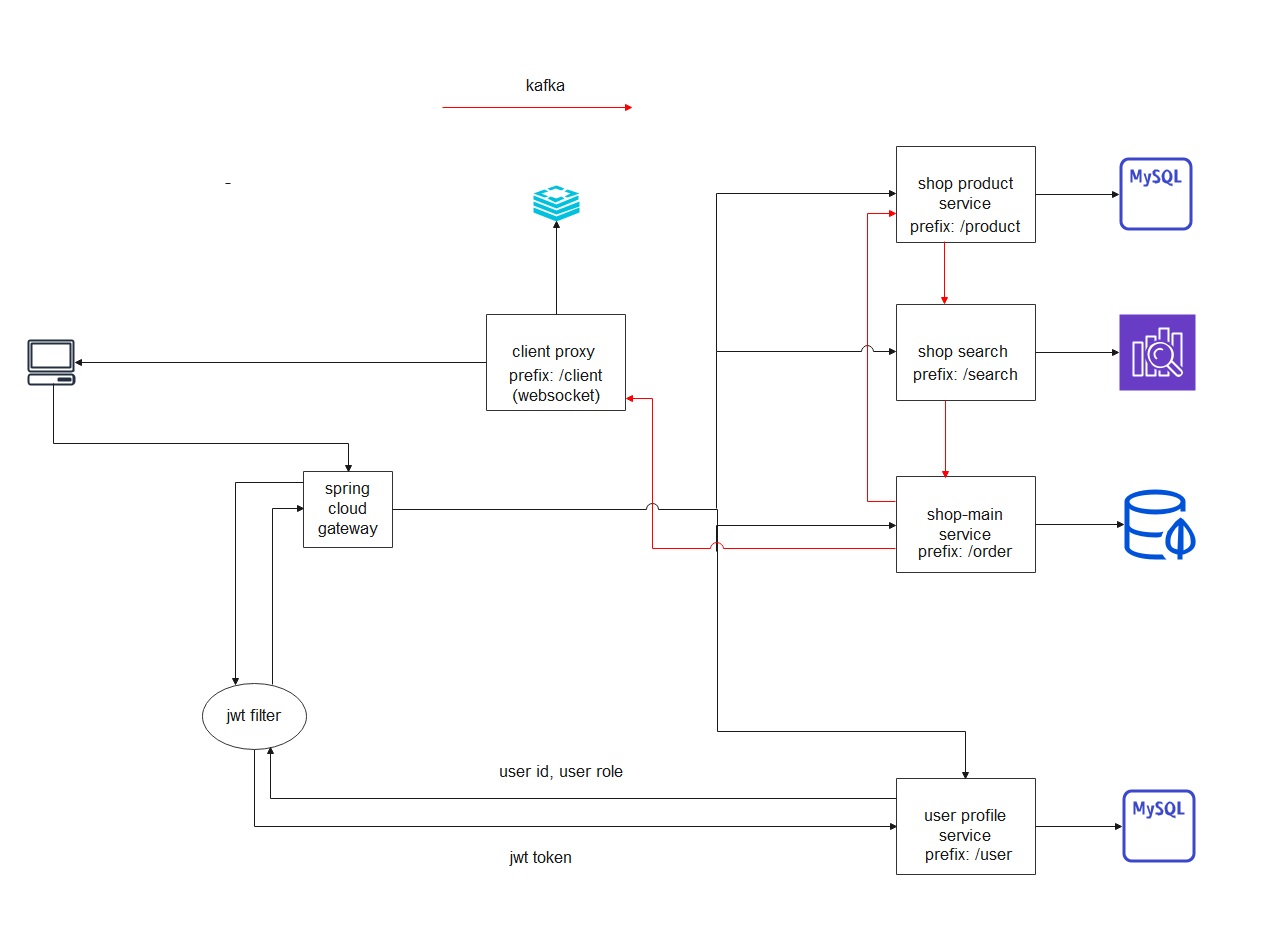 kafka
-
shop product
service
prefix: /product
MySQL
client proxy
prefix: /client
(websocket)
shop search
prefix: /search
spring
cloud
gateway
shop-main
service
prefix: /order
jwt filter
user id, user role
user profile
service
prefix: /user
MySQL
jwt token